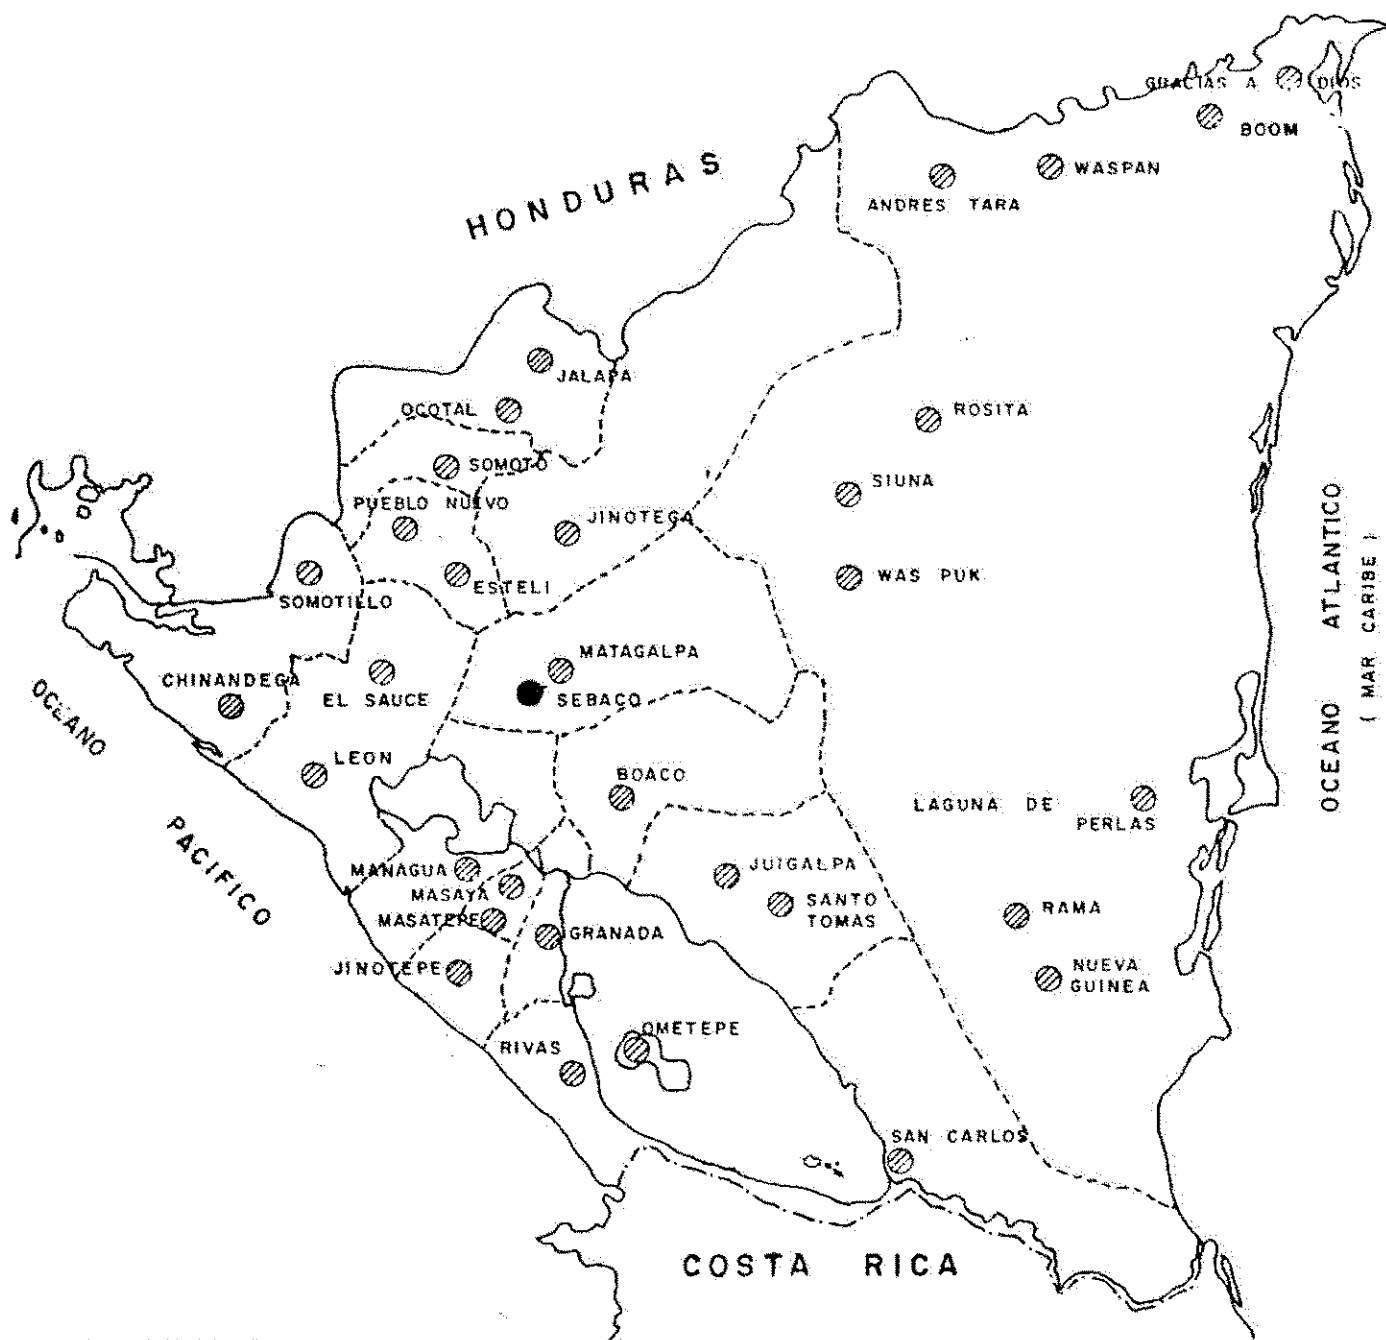 GRACIAS A DIOS
BOOM
WASPAN
ANDRES TARA
HONDURAS
JALAPA
OCOTAL
ROSITA
SOMOTO
SIUNA
PUEBLO NUEVO
JINOTEGA
ESTELI
WAS PUK
SOMOTILLO
MATAGALPA
CHINANDEGA
EL SAUCE
SEBACO
OCEANO
PACIFICO
LEON
BOACO
LAGUNA DE
PERLAS
OCEANO ATLANTICO
( MAR CARIBE )
MANAGUA
MASAYA
JUIGALPA
MASATEPE
SANTO
TOMAS
RAMA
GRANADA
JINOTEPE
NUEVA
GUINEA
RIVAS
OMETEPE
SAN CARLOS
COSTA RICA